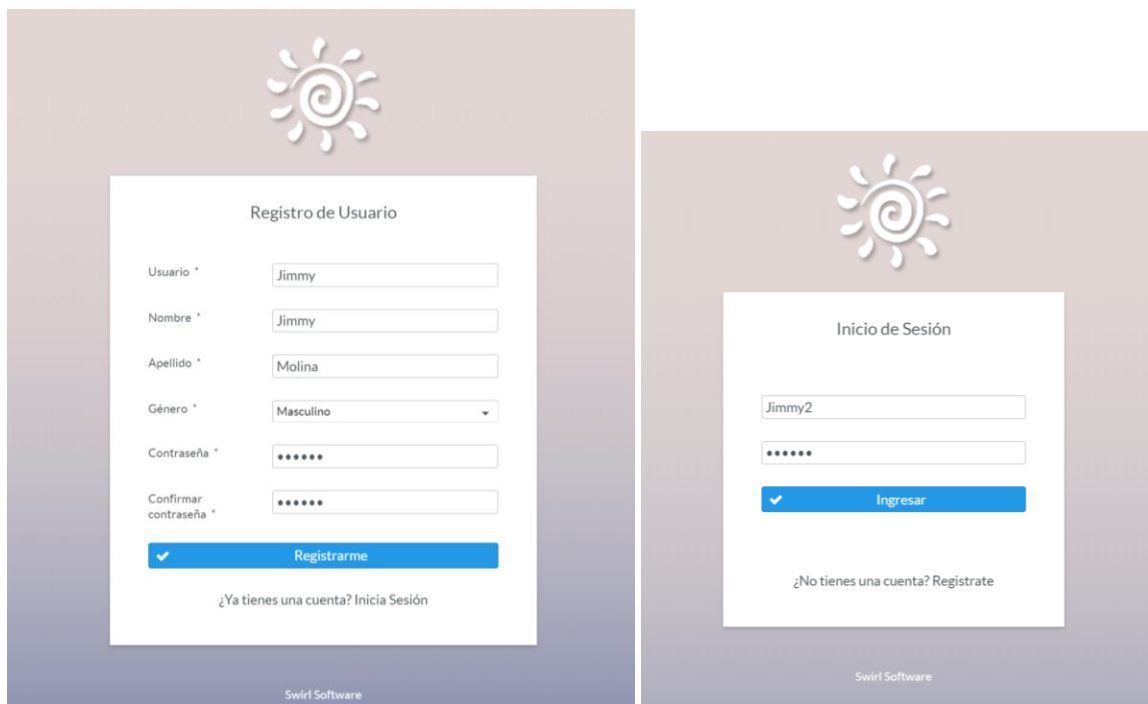 Registro de Usuario
Usuario *
Jimmy
Nombre *
Jimmy
Apellido *
Molina
Género *
Masculino
Contraseña *
••••••
Confirmar
contraseña *
••••••
Registrarme
¿Ya tienes una cuenta? Inicia Sesión
Swirl Software
Inicio de Sesión
Jimmy2
••••••
Ingresar
¿No tienes una cuenta? Registrate
Swirl Software